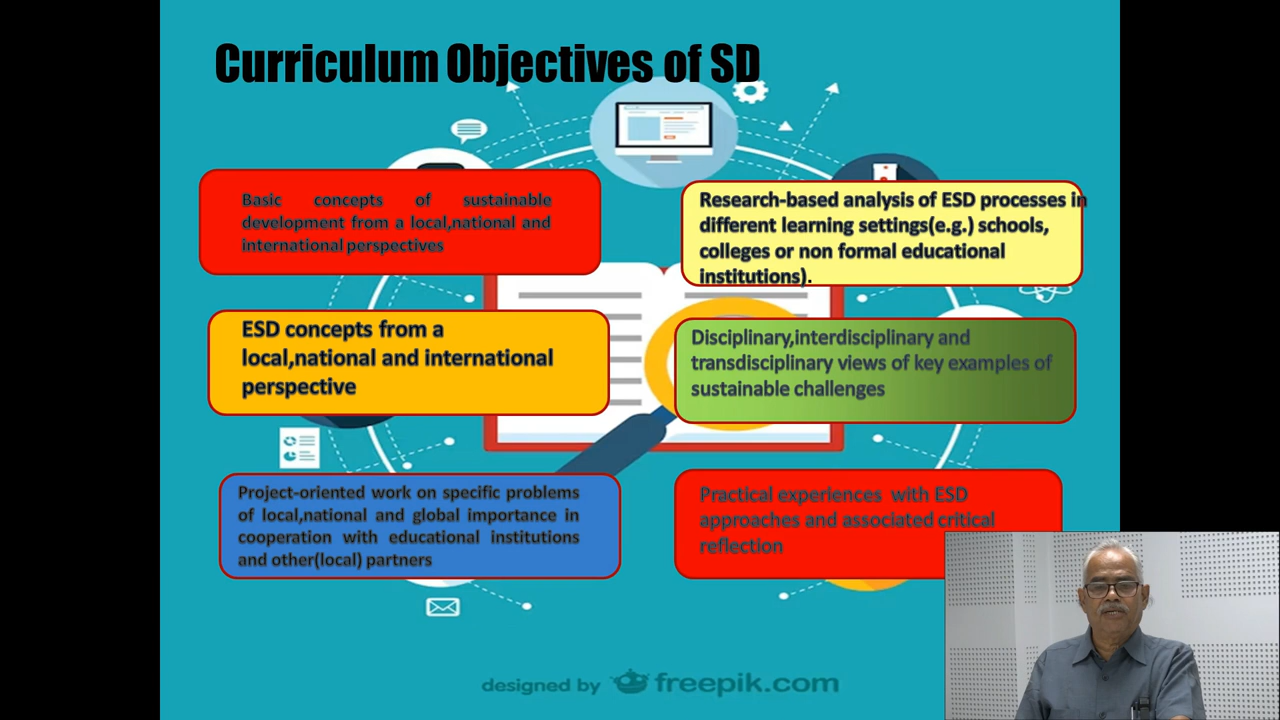 Curriculum Objectives of SD
Basic concepts of sustainable
development from a local,national and
international perspectives
Research-based analysis of ESD processes in
different learning settings(e.g.) schools,
colleges or non formal educational
institutions).
ESD concepts from a
local,national and international
perspective
Disciplinary,interdisciplinary and
transdisciplinary views of key examples of
sustainable challenges
Project-oriented work on specific problems
of local,national and global importance in
cooperation with educational institutions
and other(local) partners
Practical experiences with ESD
approaches and associated critical
reflection
designed by freepik.com